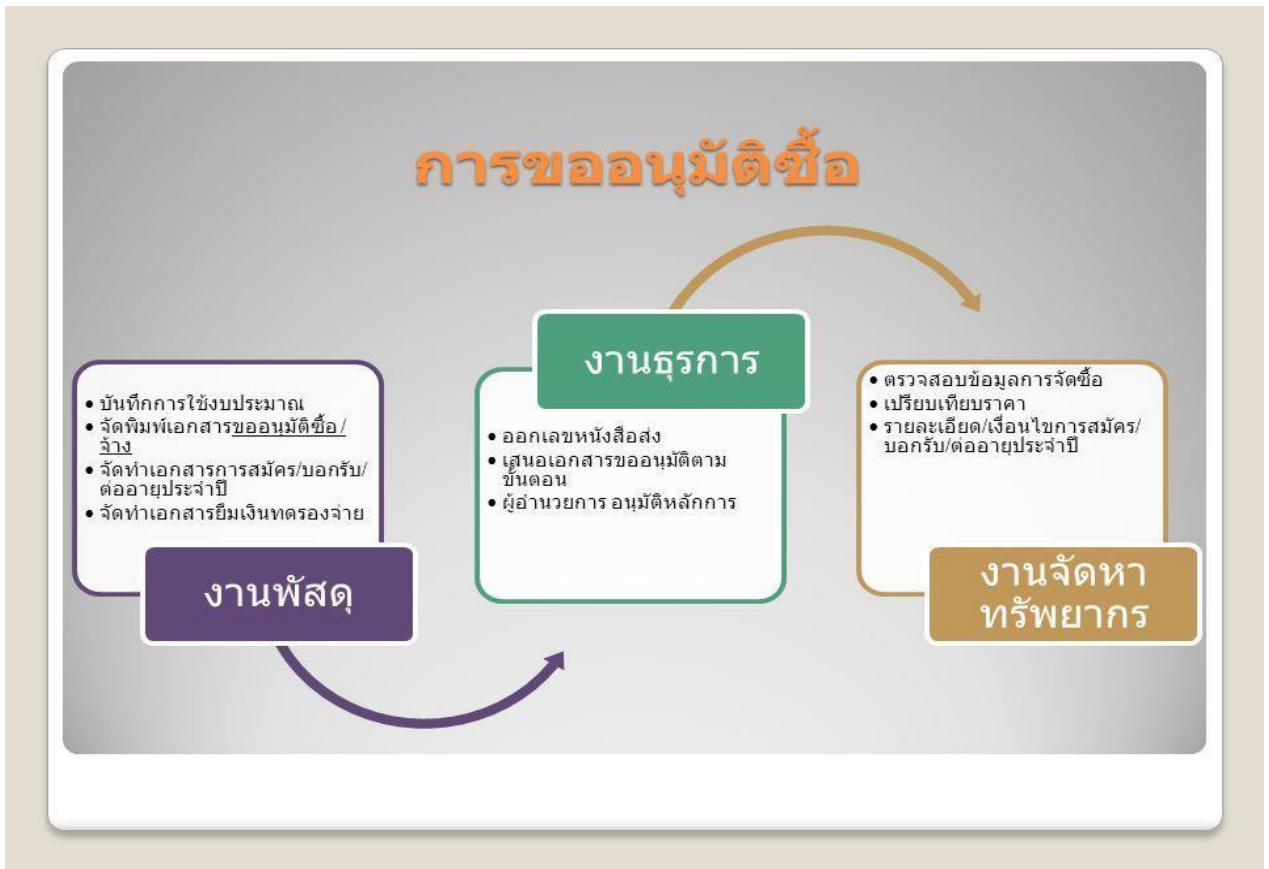 การขออนุมัติซื้อ
• บันทึกการใช้งบประมาณ
• จัดพิมพ์เอกสารขออนุมัติซื้อ/
จ้าง
• จัดทำเอกสารการสมัคร/บอกรับ/
ต่ออายุประจำปี
• จัดทำเอกสารยืมเงินทดรองจ่าย
งานพัสดุ
งานธุรการ
• ออกเลขหนังสือส่ง
• เสนอเอกสารขออนุมัติตาม
ขั้นตอน
• ผู้อำนวยการ อนุมัติหลักการ
• ตรวจสอบข้อมูลการจัดซื้อ
• เปรียบเทียบราคา
• รายละเอียด/เงื่อนไขการสมัคร/
บอกรับ/ต่ออายุประจำปี
งานจัดหา
ทรัพยากร